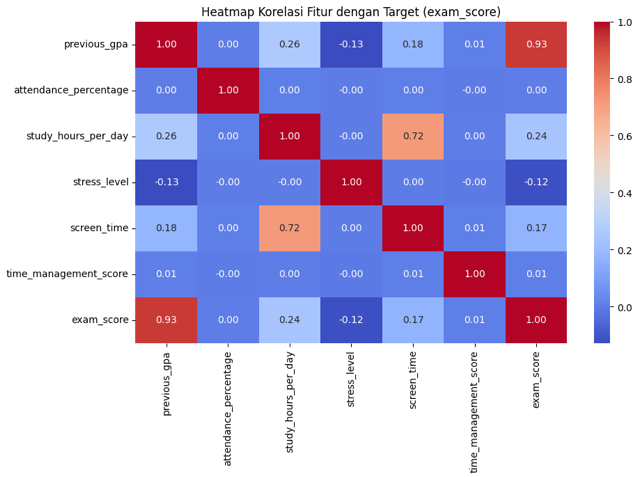 Heatmap Korelasi Fitur dengan Target (exam_score)
previous_gpa 1.00 0.00 0.26 -0.13 0.18 0.01 0.93
attendance_percentage 0.00 1.00 0.00 -0.00 0.00 -0.00 0.00
study_hours_per_day 0.26 0.00 1.00 -0.00 0.72 0.00 0.24
stress_level -0.13 -0.00 -0.00 1.00 0.00 -0.00 -0.12
screen_time 0.18 0.00 0.72 0.00 1.00 0.01 0.17
time_management_score 0.01 -0.00 0.00 -0.00 0.01 1.00 0.01
exam_score 0.93 0.00 0.24 -0.12 0.17 0.01 1.00
previous_gpa
attendance_percentage
study_hours_per_day
stress_level
screen_time
time_management_score
exam_score
1.0
0.8
0.6
0.4
0.2
0.0